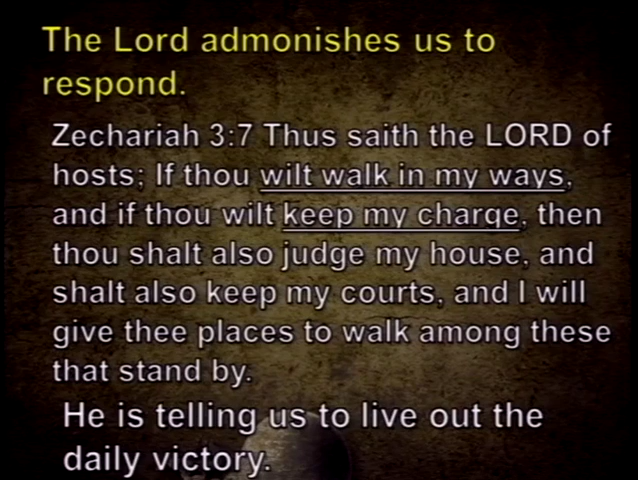 The Lord admonishes us to
respond.
Zechariah 3:7 Thus saith the LORD of
hosts; If thou wilt walk in my ways,
and if thou wilt keep my charge, then
thou shalt also judge my house, and
shalt also keep my courts, and I will
give thee places to walk among these
that stand by.
He is telling us to live out the
daily victory.